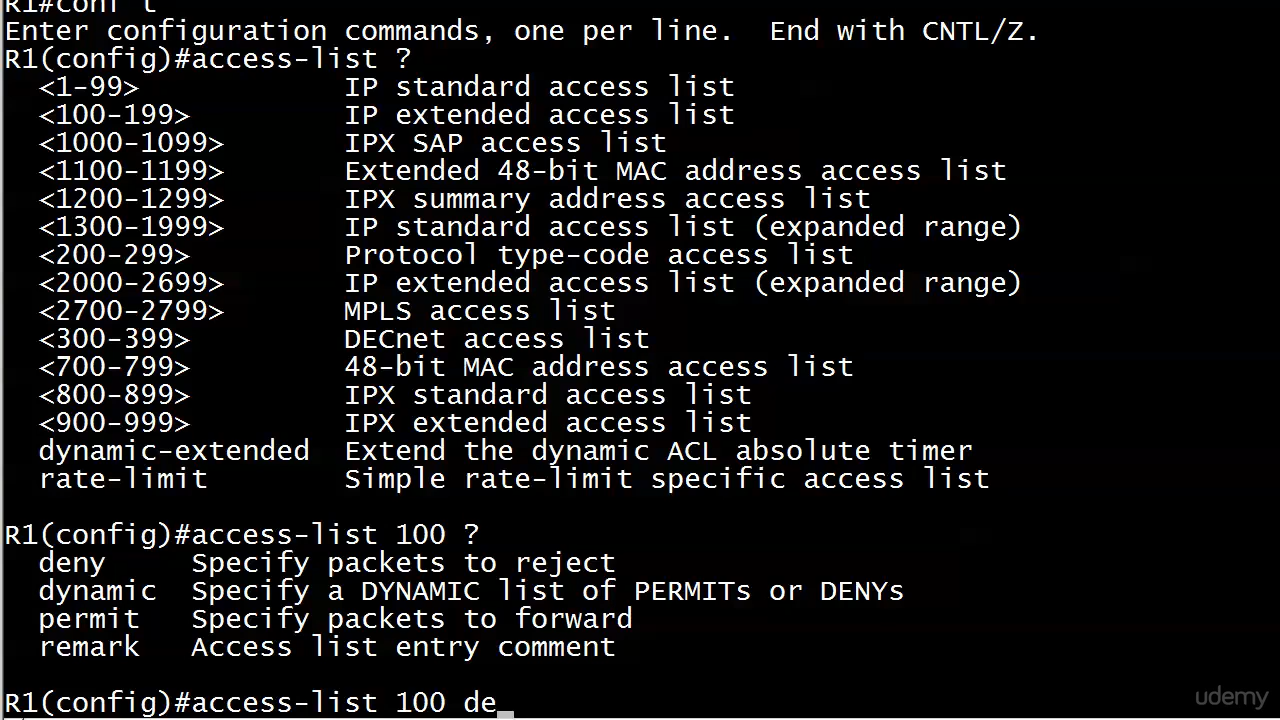 R1#conf t
Enter configuration commands, one per line.  End with CNTL/Z.
R1(config)#access-list ?
  <1-99>            IP standard access list
  <100-199>         IP extended access list
  <1000-1099>       IPX SAP access list
  <1100-1199>       Extended 48-bit MAC address access list
  <1200-1299>       IPX summary address access list
  <1300-1999>       IP standard access list (expanded range)
  <200-299>         Protocol type-code access list
  <2000-2699>       IP extended access list (expanded range)
  <2700-2799>       MPLS access list
  <300-399>         DECnet access list
  <700-799>         48-bit MAC address access list
  <800-899>         IPX standard access list
  <900-999>         IPX extended access list
  dynamic-extended  Extend the dynamic ACL absolute timer
  rate-limit        Simple rate-limit specific access list
R1(config)#access-list 100 ?
  deny     Specify packets to reject
  dynamic  Specify a DYNAMIC list of PERMITs or DENYs
  permit   Specify packets to forward
  remark   Access list entry comment
R1(config)#access-list 100 de
udemy